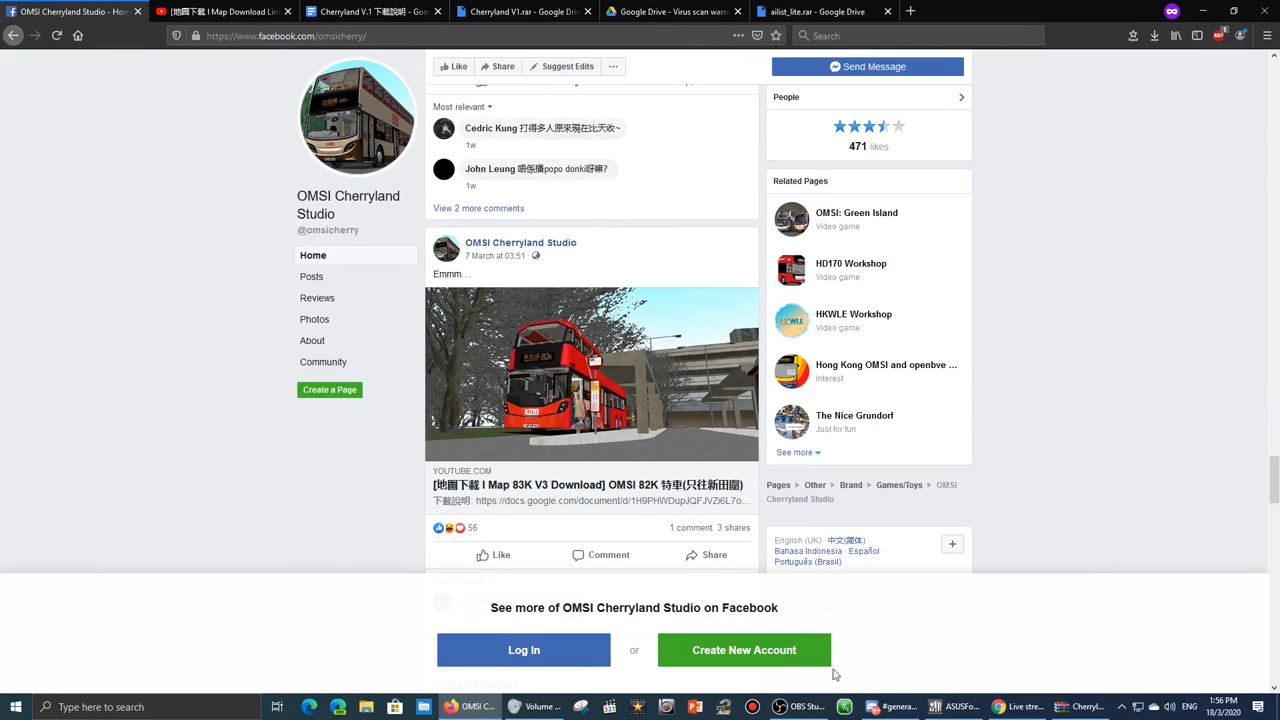 OMSI Cherryland Studio - Faceboo
[地圖下載 I Map Download Link
Cherryland V.1 下載說明 - Goo
Cherryland V1.rar - Google Drive
Google Drive - Virus scan warn
ailist_lite.rar - Google Drive
https://www.facebook.com/omsicherry/
Search
Like
Share
Suggest Edits
Send Message
Most relevant
Cedric Kung 打得多人原來現在比天收~
1w
John Leung 唔係播popo donki呀嘛?
1w
View 2 more comments
OMSI Cherryland
Studio
@omsicherry
Home
Posts
Reviews
Photos
About
Community
Create a Page
OMSI Cherryland Studio
7 March at 03:51
Emmm....
82K
KMB
YOUTUBE.COM
[地圖下載 I Map 83K V3 Download] OMSI 82K 特車(只往新田圍)
下載說明: https://docs.google.com/document/d/1H9PHWDupJQFJVZi6L7o...
56
1 comment 3 shares
Like
Comment
Share
People
471 likes
Related Pages
OMSI: Green Island
Video game
HD170 Workshop
Video game
HKWLE Workshop
Video game
Hong Kong OMSI and openbve ...
Interest
The Nice Grundorf
Just for fun
See more
Pages Other Brand Games/Toys OMSI
Cherryland Studio
English (UK) · 中文(简体) ·
Bahasa Indonesia · Español ·
Português (Brasil)
See more of OMSI Cherryland Studio on Facebook
Log In
or
Create New Account
Type here to search
OMSI C...
Volume ...
OBS Stu...
#genera...
ASUSFo...
Live stre...
Cherryl...
1:56 PM
18/3/2020